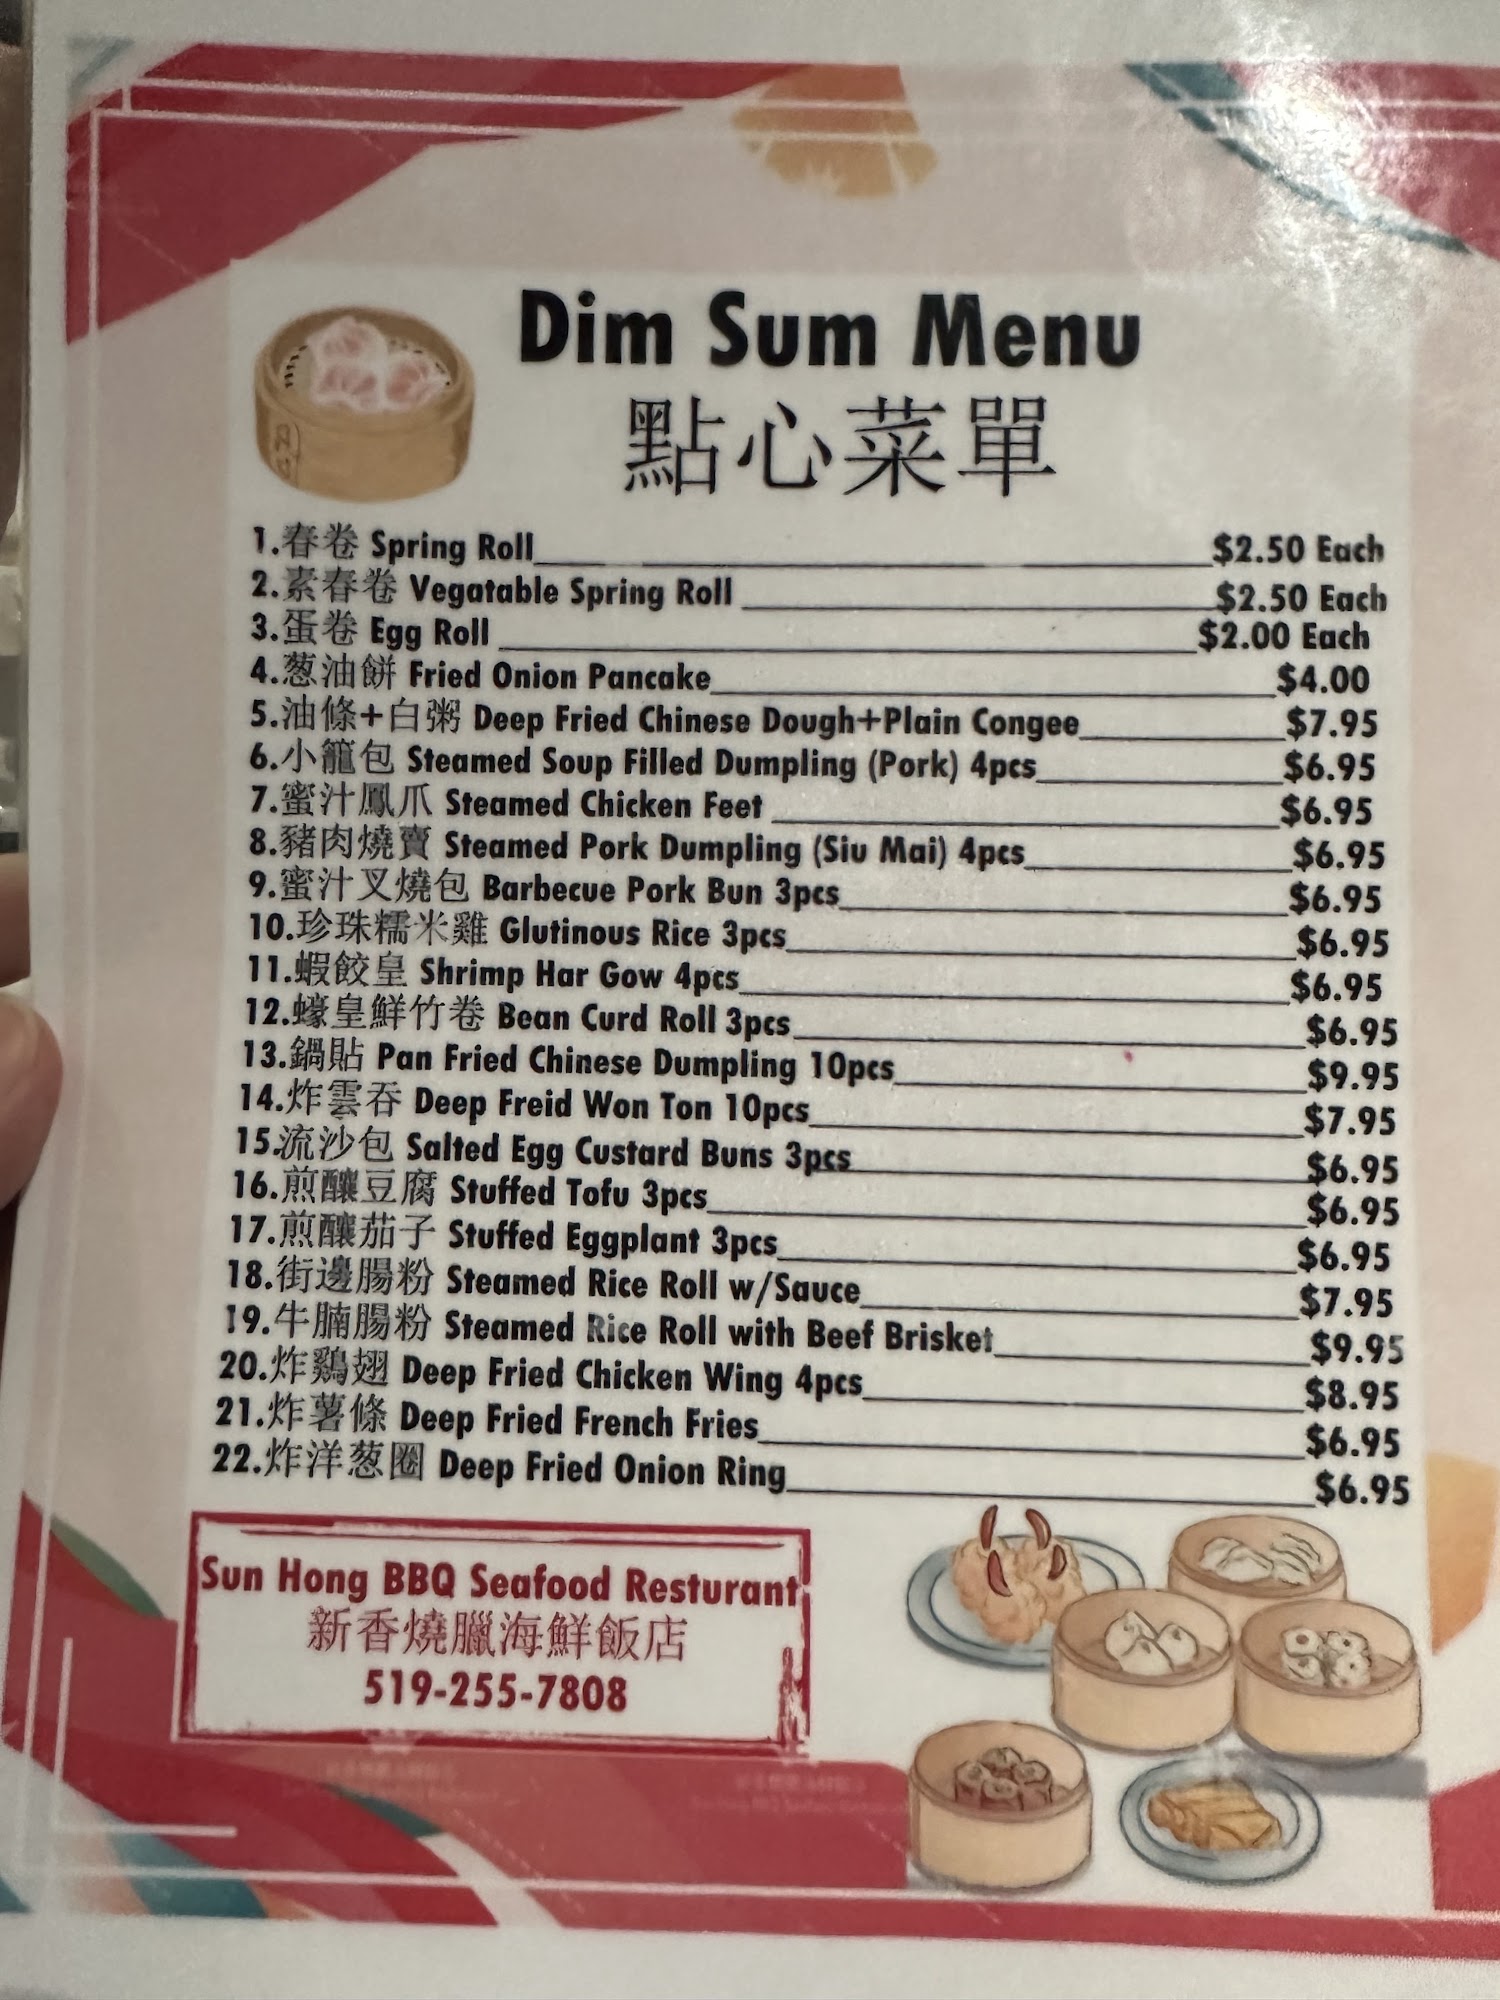 Dim Sum Menu
點心菜單
1.春卷 Spring Roll $2.50 Each
2.素春卷 Vegatable Spring Roll $2.50 Each
3.蛋卷 Egg Roll $2.00 Each
4.葱油餅 Fried Onion Pancake $4.00
5.油條+白粥 Deep Fried Chinese Dough+Plain Congee $7.95
6.小籠包 Steamed Soup Filled Dumpling (Pork) 4pcs $6.95
7.蜜汁鳳爪 Steamed Chicken Feet $6.95
8.豬肉燒賣 Steamed Pork Dumpling (Siu Mai) 4pcs $6.95
9.蜜汁叉燒包 Barbecue Pork Bun 3pcs $6.95
10.珍珠糯米雞 Glutinous Rice 3pcs $6.95
11.蝦餃皇 Shrimp Har Gow 4pcs $6.95
12.蠔皇鮮竹卷 Bean Curd Roll 3pcs $6.95
13.鍋貼 Pan Fried Chinese Dumpling 10pcs $9.95
14.炸雲吞 Deep Freid Won Ton 10pcs $7.95
15.流沙包 Salted Egg Custard Buns 3pcs $6.95
16.煎釀豆腐 Stuffed Tofu 3pcs $6.95
17.煎釀茄子 Stuffed Eggplant 3pcs $6.95
18.街邊腸粉 Steamed Rice Roll w/Sauce $7.95
19.牛腩腸粉 Steamed Rice Roll with Beef Brisket $9.95
20.炸鷄翅 Deep Fried Chicken Wing 4pcs $8.95
21.炸薯條 Deep Fried French Fries $6.95
22.炸洋葱圈 Deep Fried Onion Ring $6.95
Sun Hong BBQ Seafood Resturant
新香燒臘海鮮飯店
519-255-7808